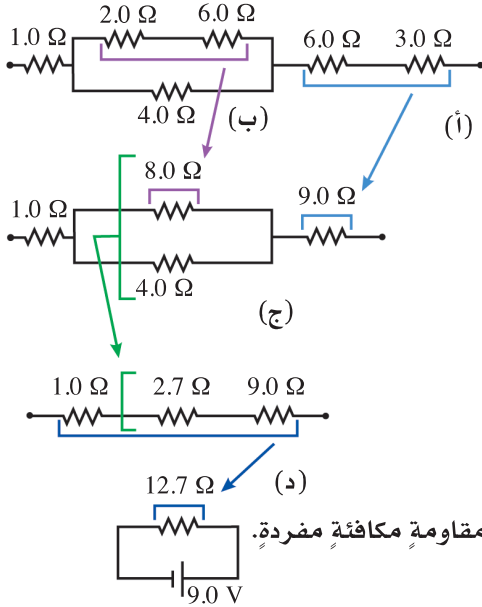 2.0 Ω 6.0 Ω
1.0 Ω 6.0 Ω 3.0 Ω
4.0 Ω (ب) (أ)
8.0 Ω
1.0 Ω 9.0 Ω
4.0 Ω (ج)
1.0 Ω 2.7 Ω 9.0 Ω
(د)
12.7 Ω
مقاومةٍ مكافئةٍ مفردةٍ.
9.0 V